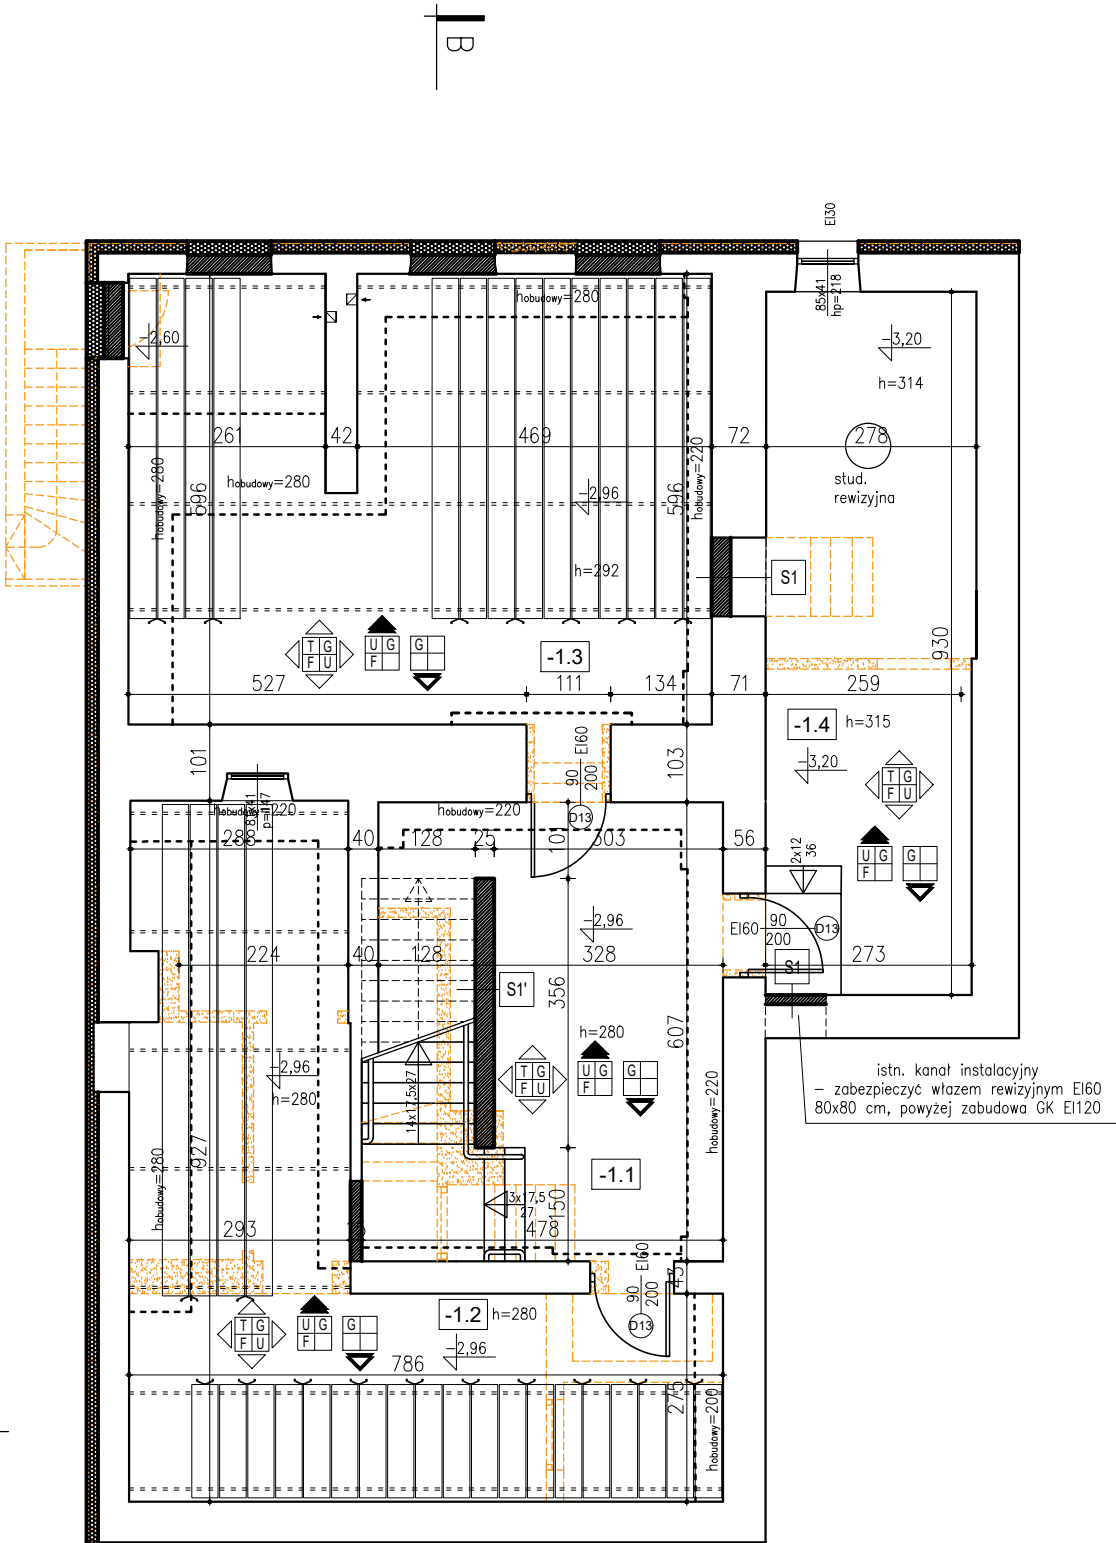 B
EI30
85x41
hp=218
hobudowy=280
-2,60
-3,20
h=314
261
42
469
72
278
hobudowy=280
hobudowy=280
hobudowy=220
596
596
-2,96
stud.
rewizyjna
h=292
S1
930
T G
F U
U G
F
G
-1.3
527
111
134
71
259
-1.4
h=315
-3,20
101
103
EI60
90
200
D13
T G
F U
hobudowy=220
hobudowy=220
288
40
128
25
101
303
56
2x12
36
U G
F
G
-2,96
EI60
90
200
D13
224
40
128
328
S1
273
S1'
356
h=280
607
-2,96
h=280
14x17,5x27
T G
F U
U G
F
G
istn. kanał instalacyjny
– zabezpieczyć włazem rewizyjnym EI60
80x80 cm, powyżej zabudowa GK EI120
hobudowy=220
927
hobudowy=280
-1.1
3x17,5
27
150
293
478
EI60
90
200
43
D13
T G
F U
U G
F
G
-1.2
h=280
-2,96
786
275
hobudowy=200